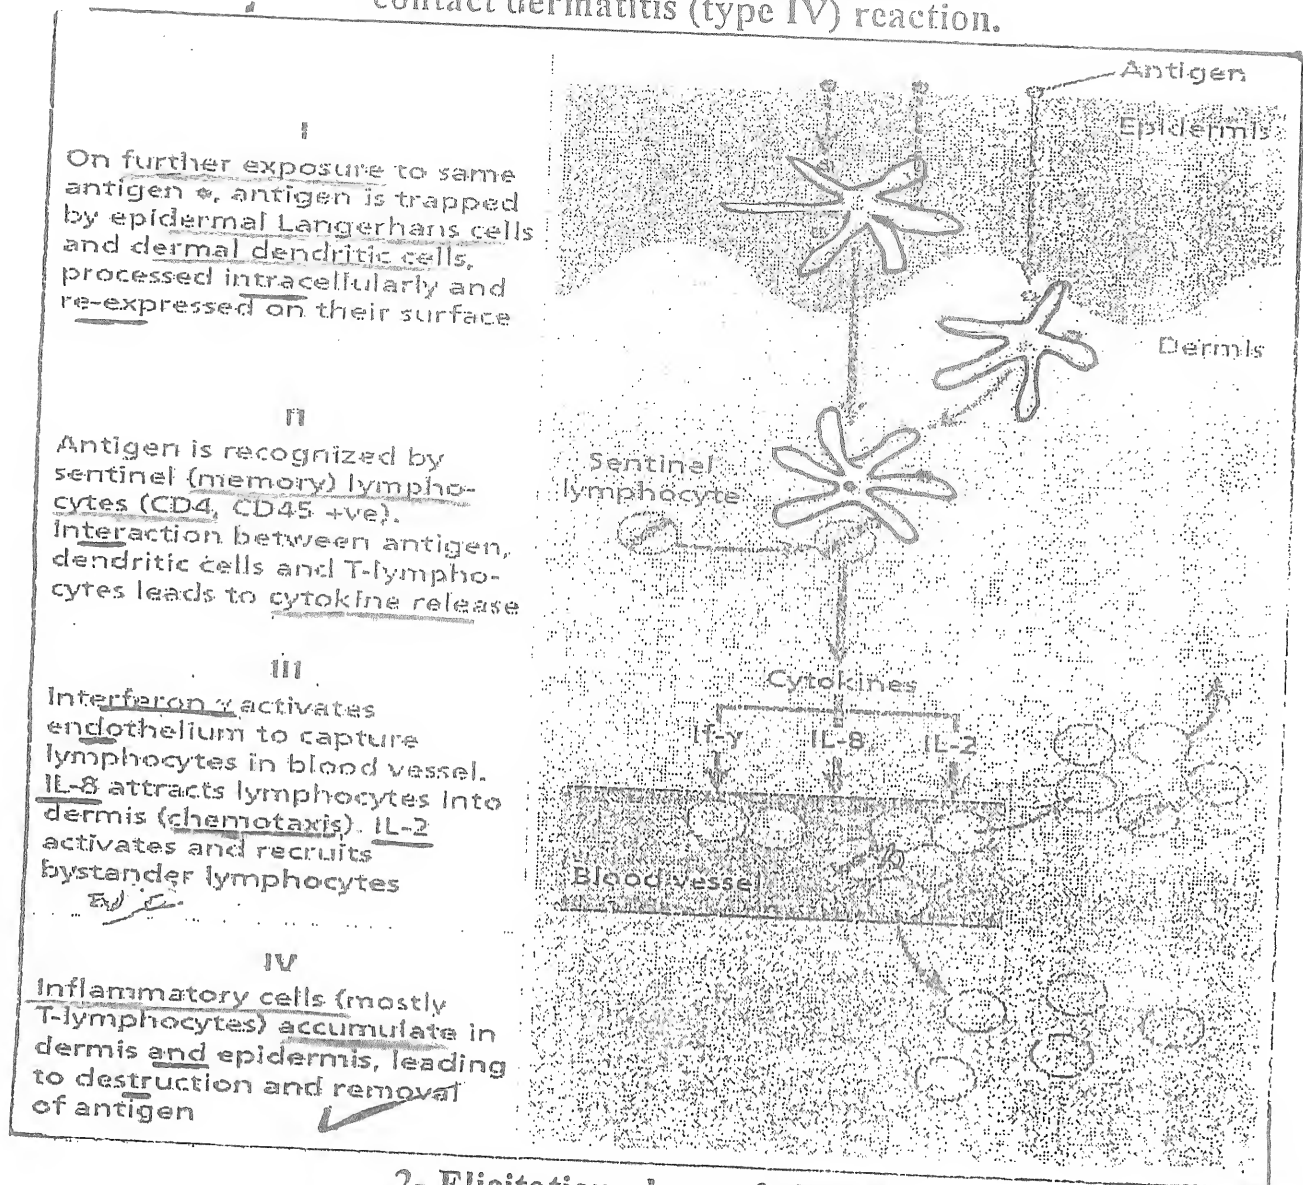 contact dermatitis (type IV) reaction.
I
On further exposure to same
antigen , antigen is trapped
by epidermal Langerhans cells
and dermal dendritic cells,
processed intracellularly and
re-expressed on their surface
II
Antigen is recognized by
sentinel (memory) lympho-
cytes (CD4, CD45 +ve).
Interaction between antigen,
dendritic cells and T-lympho-
cytes leads to cytokine release
III
Interferon γ activates
endothelium to capture
lymphocytes in blood vessel.
IL-8 attracts lymphocytes into
dermis (chemotaxis). IL-2
activates and recruits
bystander lymphocytes
IV
Inflammatory cells (mostly
T-lymphocytes) accumulate in
dermis and epidermis, leading
to destruction and removal
of antigen
Antigen
Epidermis
Dermis
Sentinel
lymphocyte
Cytokines
If-γ
IL-8
IL-2
Blood vessel
2- Elicitation